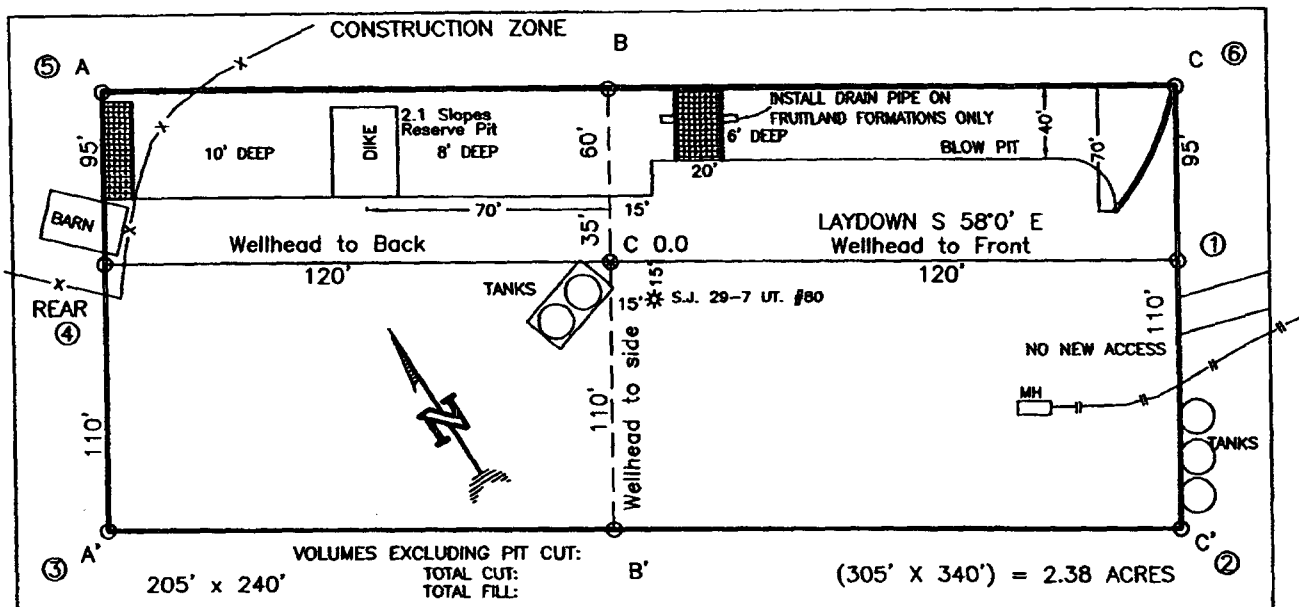 CONSTRUCTION ZONE
B
⑤ A
C ⑥
95'
10' DEEP
DIKE
2.1 Slopes
Reserve Pit
8' DEEP
60'
INSTALL DRAIN PIPE ON
FRUITLAND FORMATIONS ONLY
6' DEEP
20'
BLOW PIT
40'
70'
95'
BARN
70'
15'
35'
LAYDOWN S 58°0' E
Wellhead to Back
C 0.0
Wellhead to Front
①
120'
120'
REAR
④
TANKS
15'
15'
S.J. 29-7 UT. #80
110'
NO NEW ACCESS
MH
N
110'
110'
Wellhead to side
TANKS
③ A'
B'
C' ②
VOLUMES EXCLUDING PIT CUT:
TOTAL CUT:
TOTAL FILL:
205' x 240'
(305' X 340') = 2.38 ACRES